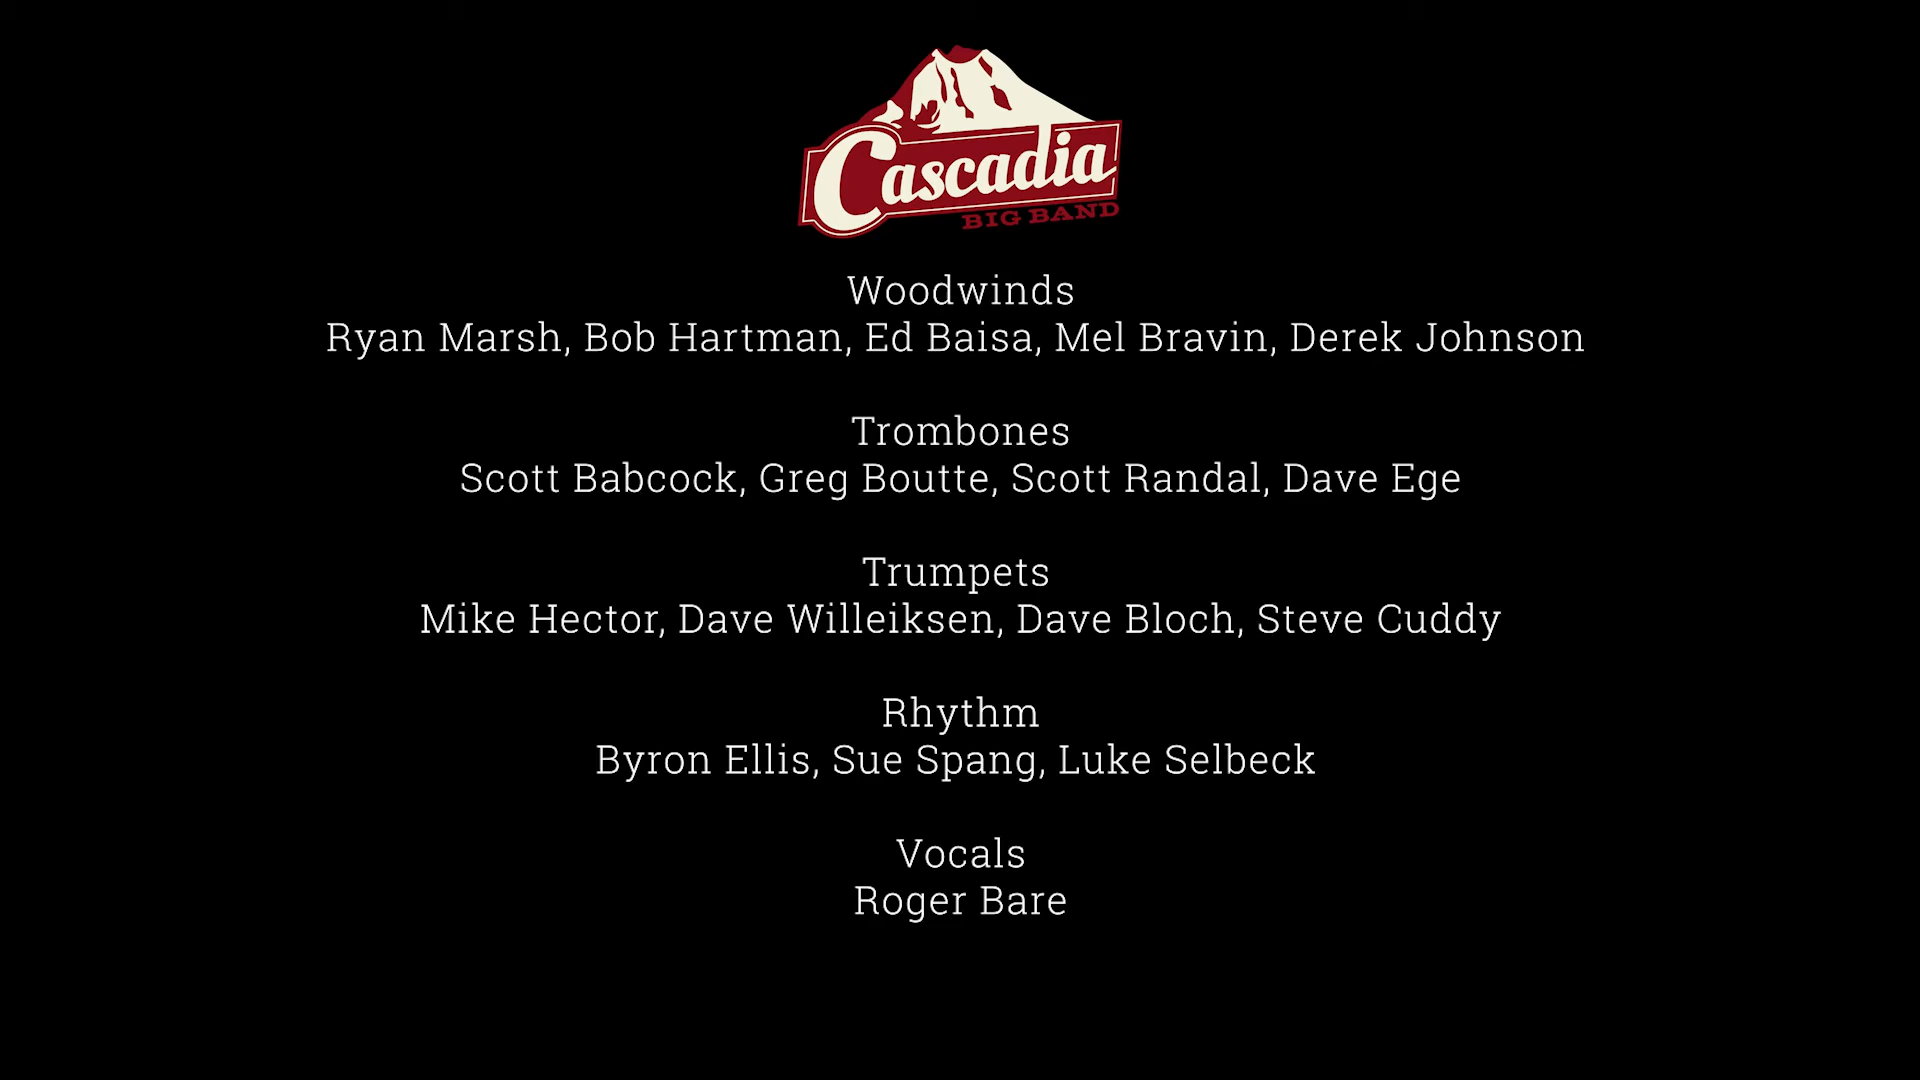 Cascadia
BIG BAND
Woodwinds
Ryan Marsh, Bob Hartman, Ed Baisa, Mel Bravin, Derek Johnson
Trombones
Scott Babcock, Greg Boutte, Scott Randal, Dave Ege
Trumpets
Mike Hector, Dave Willeiksen, Dave Bloch, Steve Cuddy
Rhythm
Byron Ellis, Sue Spang, Luke Selbeck
Vocals
Roger Bare